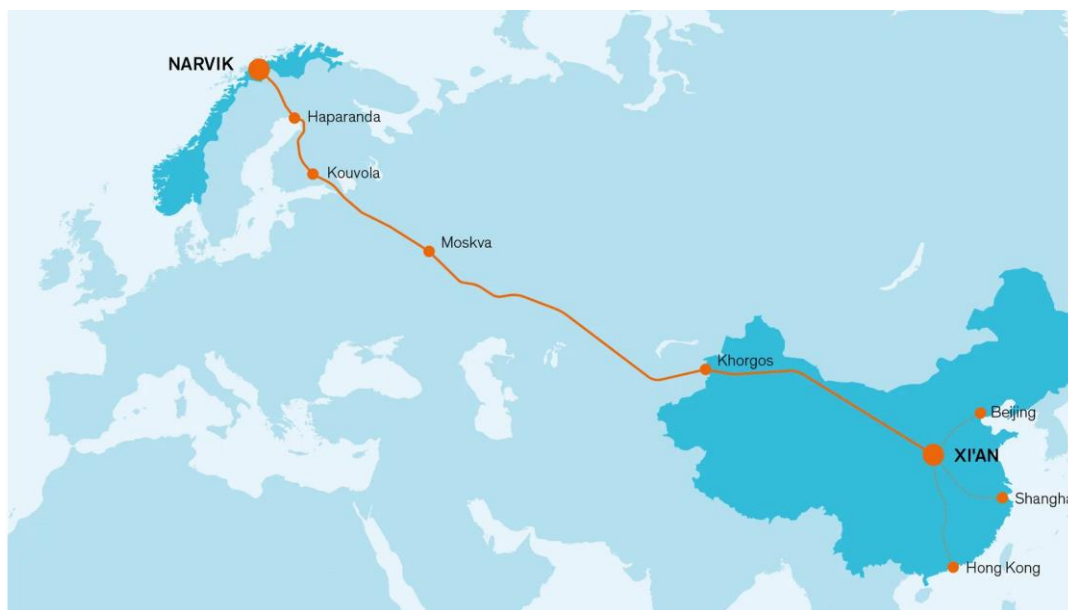 NARVIK
Haparanda
Kouvola
Moskva
Khorgos
Beijing
XI'AN
Shangha
Hong Kong